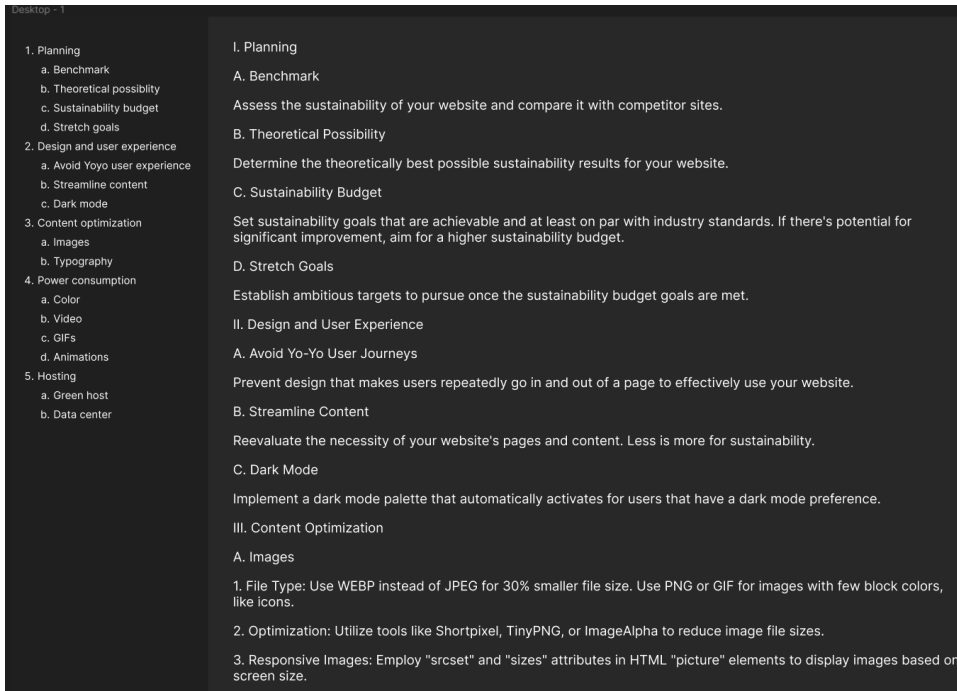 Desktop - 1
1. Planning
a. Benchmark
b. Theoretical possiblity
c. Sustainability budget
d. Stretch goals
2. Design and user experience
a. Avoid Yoyo user experience
b. Streamline content
c. Dark mode
3. Content optimization
a. Images
b. Typography
4. Power consumption
a. Color
b. Video
c. GIFs
d. Animations
5. Hosting
a. Green host
b. Data center
I. Planning
A. Benchmark
Assess the sustainability of your website and compare it with competitor sites.
B. Theoretical Possibility
Determine the theoretically best possible sustainability results for your website.
C. Sustainability Budget
Set sustainability goals that are achievable and at least on par with industry standards. If there's potential for
significant improvement, aim for a higher sustainability budget.
D. Stretch Goals
Establish ambitious targets to pursue once the sustainability budget goals are met.
II. Design and User Experience
A. Avoid Yo-Yo User Journeys
Prevent design that makes users repeatedly go in and out of a page to effectively use your website.
B. Streamline Content
Reevaluate the necessity of your website's pages and content. Less is more for sustainability.
C. Dark Mode
Implement a dark mode palette that automatically activates for users that have a dark mode preference.
III. Content Optimization
A. Images
1. File Type: Use WEBP instead of JPEG for 30% smaller file size. Use PNG or GIF for images with few block colors,
like icons.
2. Optimization: Utilize tools like Shortpixel, TinyPNG, or ImageAlpha to reduce image file sizes.
3. Responsive Images: Employ "srcset" and "sizes" attributes in HTML "picture" elements to display images based on
screen size.